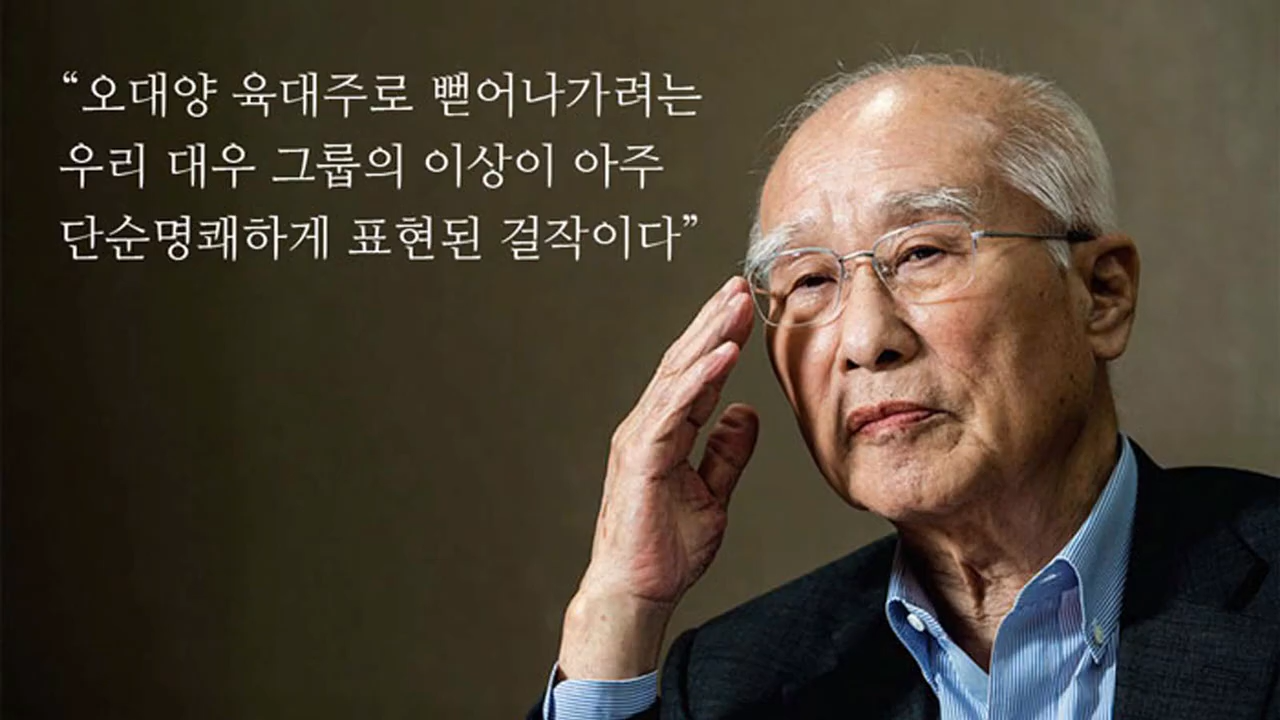 “오대양 육대주로 뻗어나가려는
우리 대우 그룹의 이상이 아주
단순명쾌하게 표현된 걸작이다”